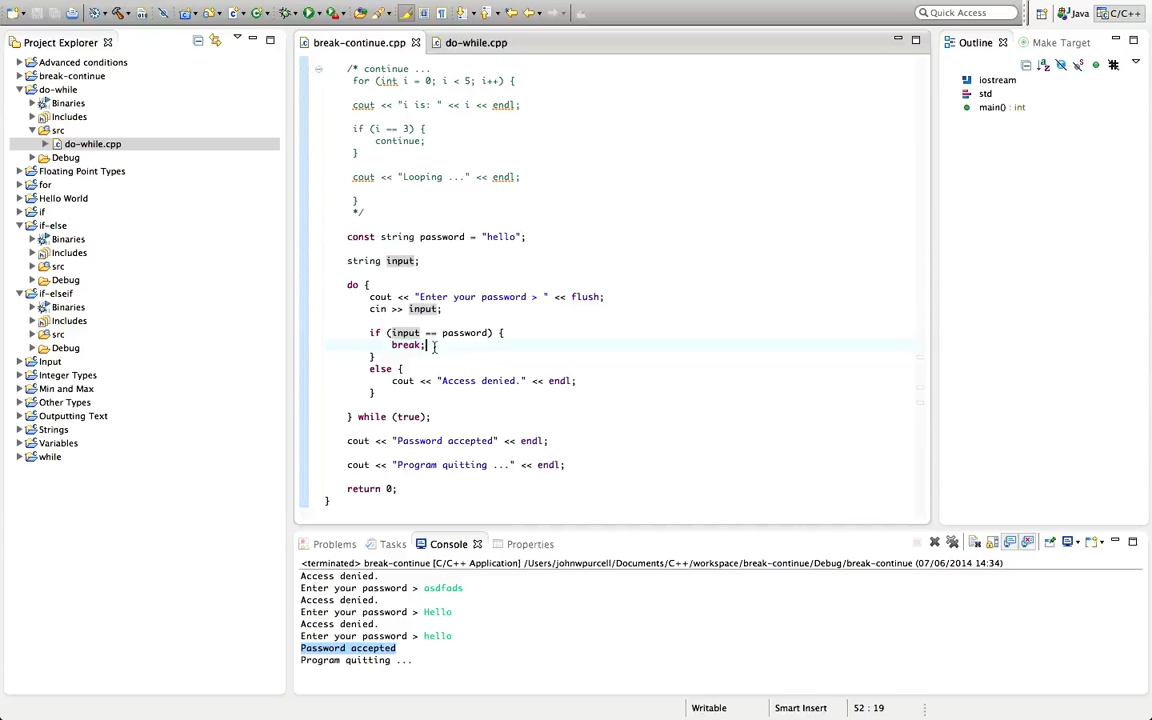 Quick Access
Java
C/C++
Project Explorer
break-continue.cpp
do-while.cpp
Outline
Make Target
Advanced conditions
break-continue
do-while
Binaries
Includes
src
do-while.cpp
Debug
Floating Point Types
for
Hello World
if
if-else
Binaries
Includes
src
Debug
if-elseif
Binaries
Includes
src
Debug
Input
Integer Types
Min and Max
Other Types
Outputting Text
Strings
Variables
while
/* continue ...
for (int i = 0; i < 5; i++) {
cout << "i is: " << i << endl;
if (i == 3) {
continue;
}
cout << "Looping ..." << endl;
}
*/
const string password = "hello";
string input;
do {
cout << "Enter your password > " << flush;
cin >> input;
if (input == password) {
break;
}
else {
cout << "Access denied." << endl;
}
} while (true);
cout << "Password accepted" << endl;
cout << "Program quitting ..." << endl;
return 0;
}
iostream
std
main() : int
Problems
Tasks
Console
Properties
<terminated> break-continue [C/C++ Application] /Users/johnwpurcell/Documents/C++/workspace/break-continue/Debug/break-continue (07/06/2014 14:34)
Access denied.
Enter your password > asdfads
Access denied.
Enter your password > Hello
Access denied.
Enter your password > hello
Password accepted
Program quitting ...
Writable
Smart Insert
52 : 19